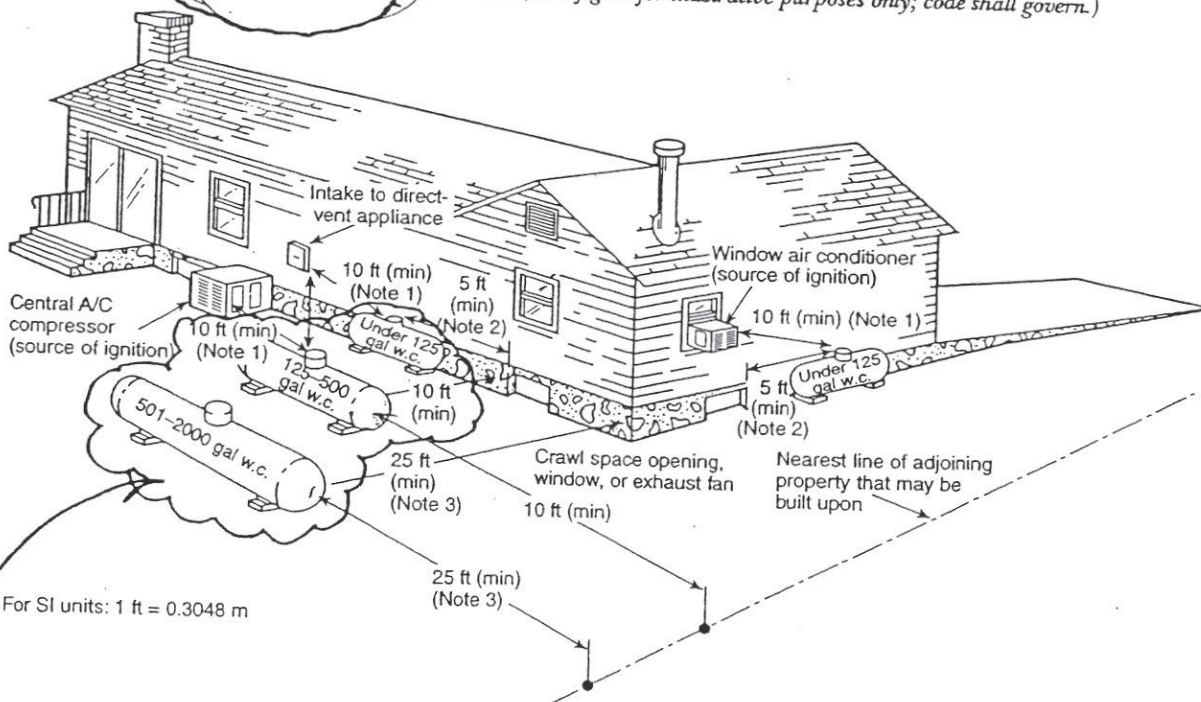 for illustrative purposes only; code shall govern.)
Intake to direct-
vent appliance
Window air conditioner
(source of ignition)
10 ft (min)
(Note 1)
5 ft
(min)
(Note 2)
10 ft (min) (Note 1)
Central A/C
compressor
(source of ignition)
10 ft (min)
(Note 1)
Under 125
gal w.c.
Under 125
gal w.c.
125–500
gal w.c.
10 ft
(min)
5 ft
(min)
(Note 2)
501–2000 gal w.c.
25 ft
(min)
(Note 3)
Crawl space opening,
window, or exhaust fan
Nearest line of adjoining
property that may be
built upon
10 ft (min)
25 ft (min)
(Note 3)
For SI units: 1 ft = 0.3048 m